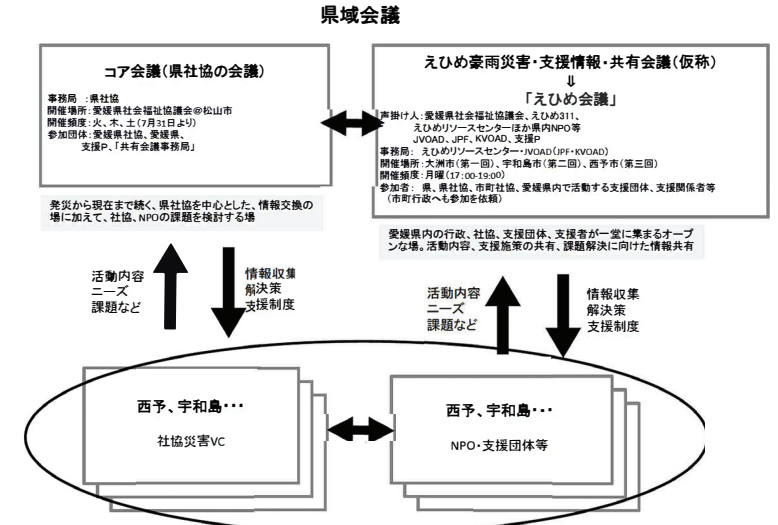 県域会議
コア会議(県社協の会議)
事務局 :県社協
開催場所:愛媛県社会福祉協議会@松山市
開催頻度:火、木、土(7月31日より)
参加団体:愛媛県社協、愛媛県、
支援P、「共有会議事務局」
発災から現在まで続く、県社協を中心とした、情報交換の
場に加えて、社協、NPOの課題を検討する場
えひめ豪雨災害・支援情報・共有会議(仮称)
⇓
「えひめ会議」
声掛け人:愛媛県社会福祉協議会、えひめ311、
えひめリソースセンターほか県内NPO等
JVOAD、JPF、KVOAD、支援P
事務局: えひめリソースセンター・JVOAD(JPF・KVOAD)
開催場所:大洲市(第一回)、宇和島市(第二回)、西予市(第三回)
開催頻度:月曜(17:00-19:00)
参加者: 県、県社協、市町社協、愛媛県内で活動する支援団体、支援関係者等
(市町行政へも参加を依頼)
愛媛県内の行政、社協、支援団体、支援者が一堂に集まるオープ
ンな場。活動内容、支援施策の共有、課題解決に向けた情報共有
活動内容
ニーズ
課題など
情報収集
解決策
支援制度
活動内容
ニーズ
課題など
情報収集
解決策
支援制度
西予、宇和島・・・
社協災害VC
西予、宇和島・・・
NPO・支援団体等